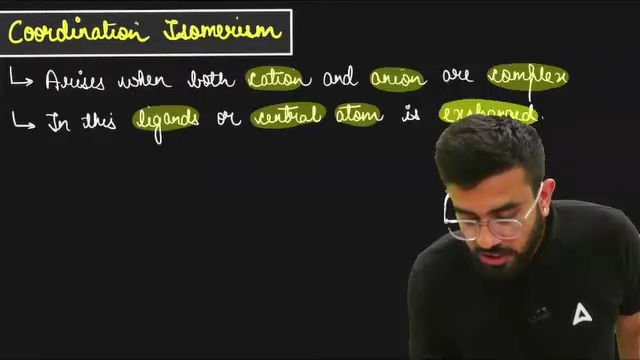 Coordination Isomerism
↳ Arises when both cation and anion are complex
↳ In this ligands or central atom is exchanged.